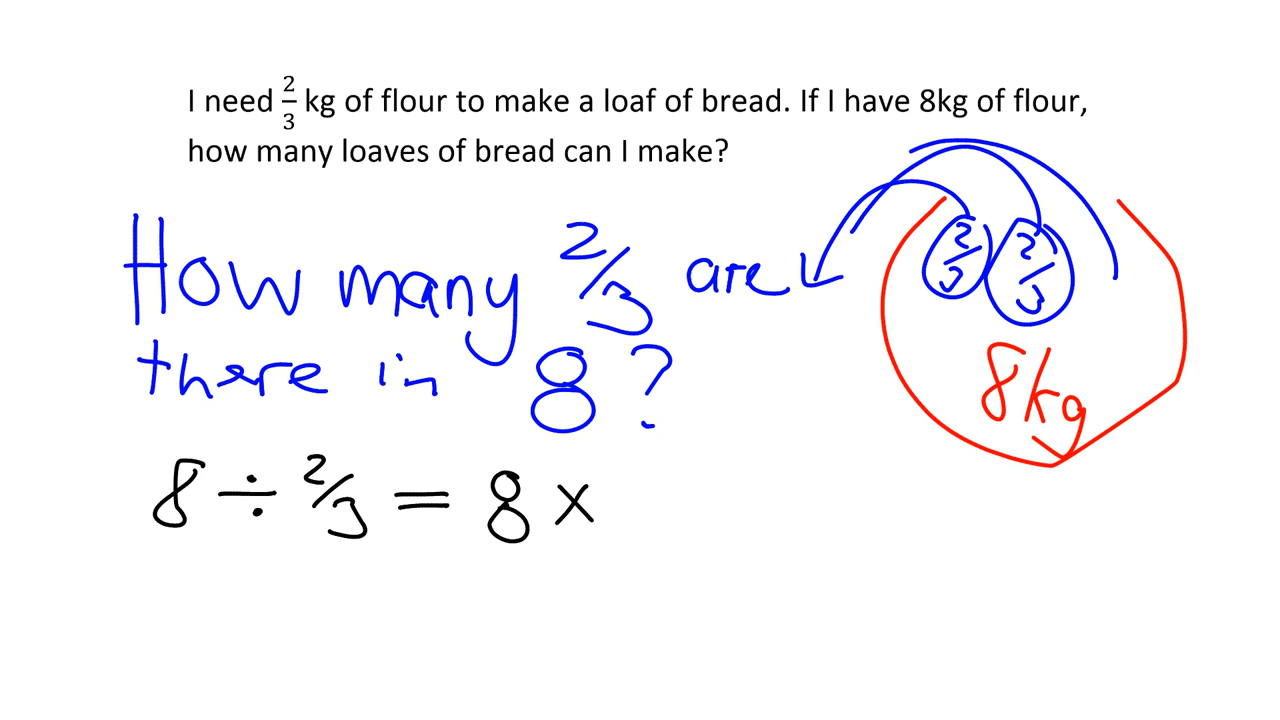 I need 2/3 kg of flour to make a loaf of bread. If I have 8kg of flour,
how many loaves of bread can I make?
How many 2/3 are
there in 8?
2/3 2/3
8kg
8 ÷ 2/3 = 8 ×